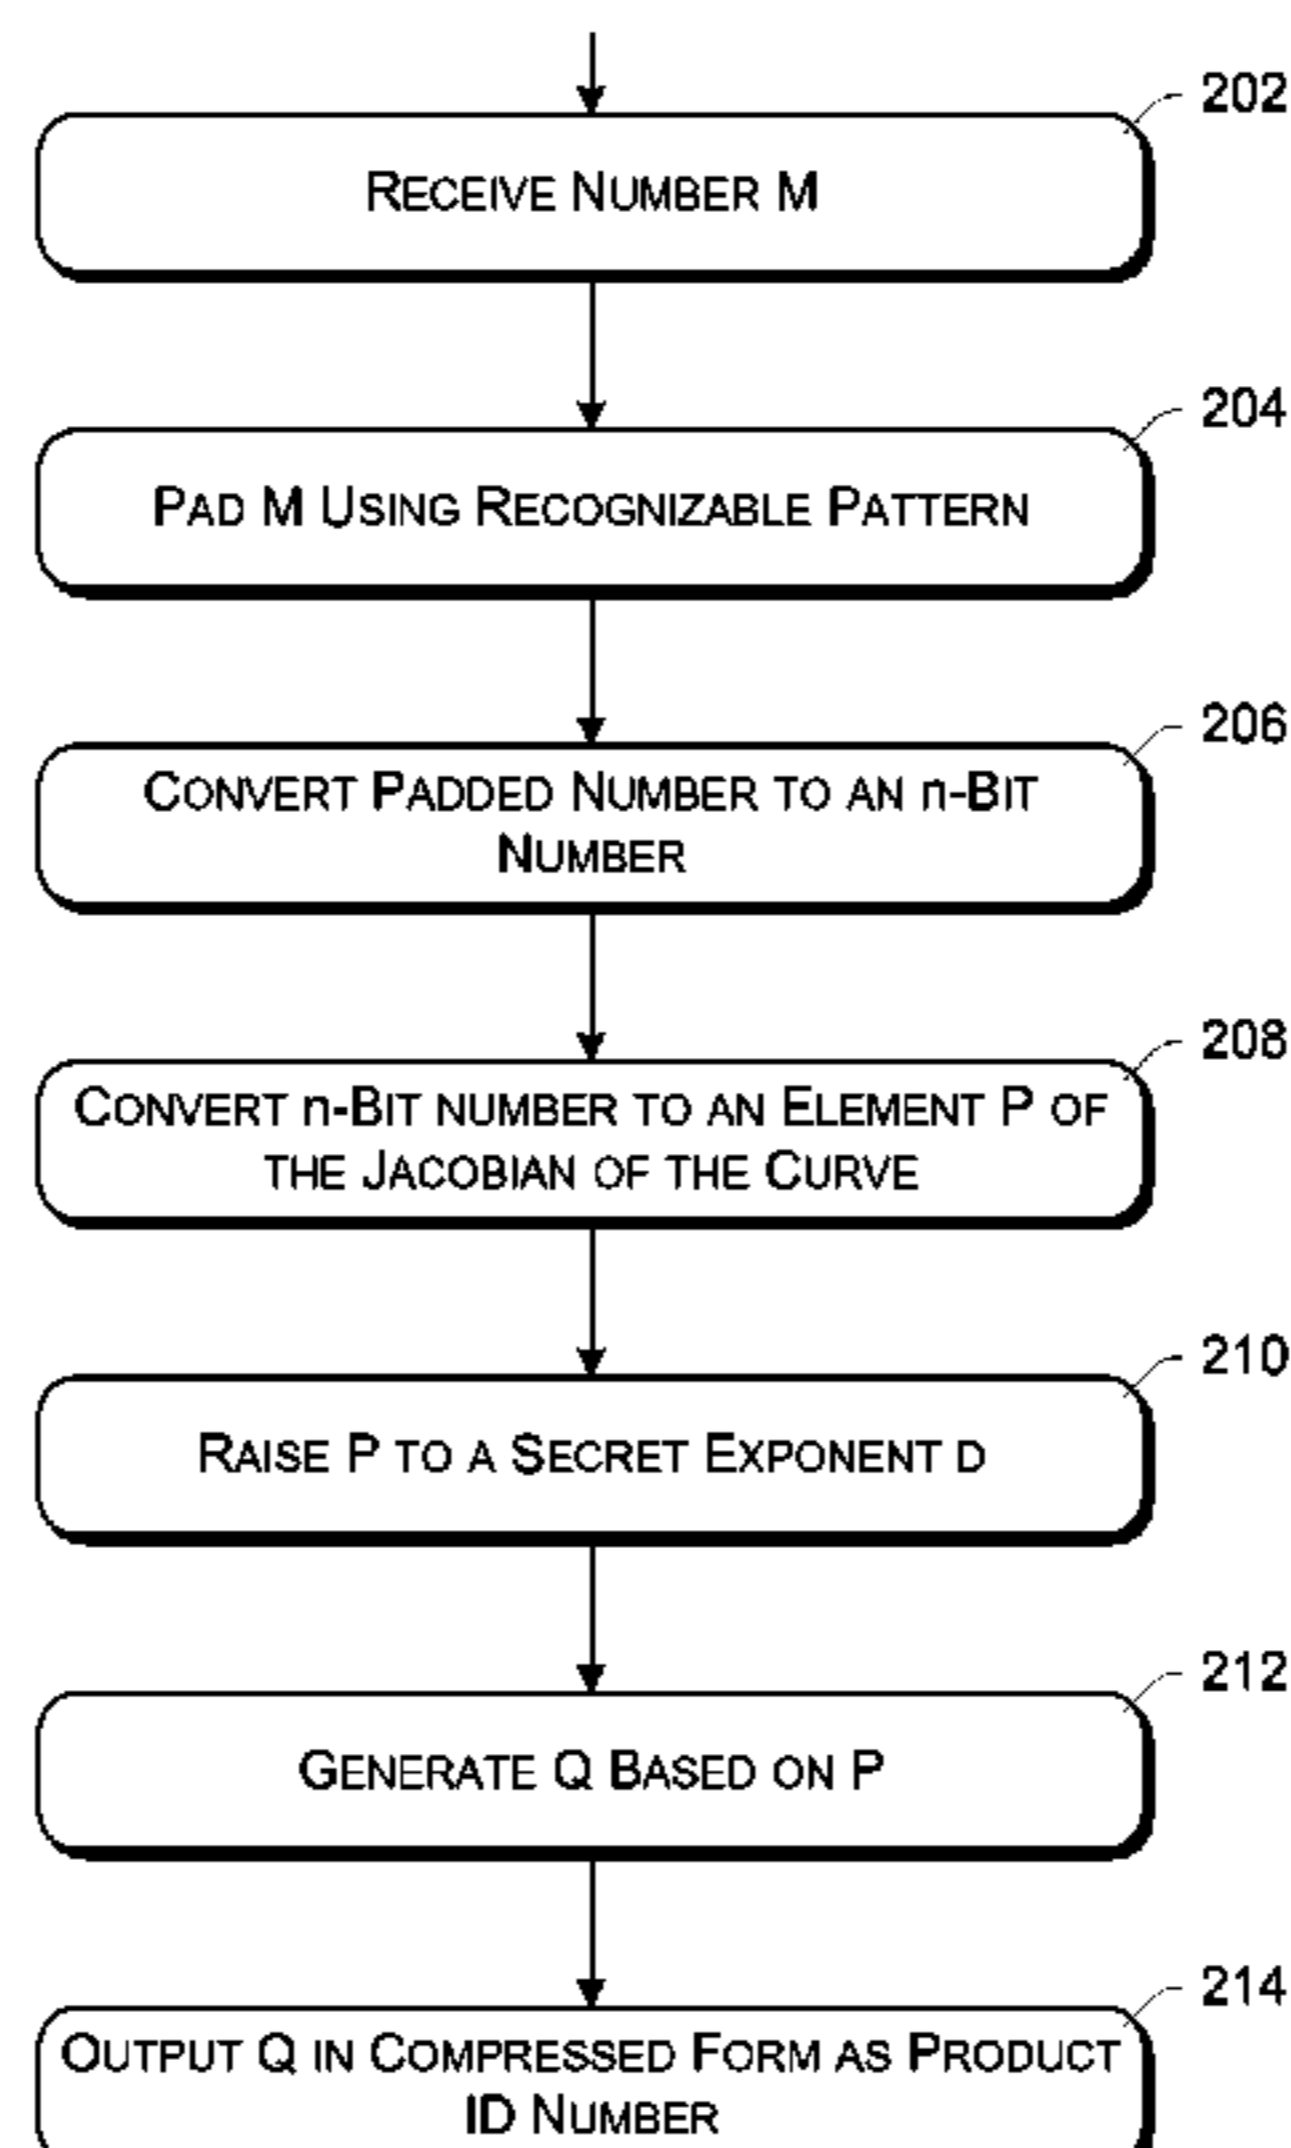 202
RECEIVE NUMBER M
204
PAD M USING RECOGNIZABLE PATTERN
206
CONVERT PADDED NUMBER TO AN n-BIT
NUMBER
208
CONVERT n-BIT NUMBER TO AN ELEMENT P OF
THE JACOBIAN OF THE CURVE
210
RAISE P TO A SECRET EXPONENT D
212
GENERATE Q BASED ON P
214
OUTPUT Q IN COMPRESSED FORM AS PRODUCT
ID NUMBER